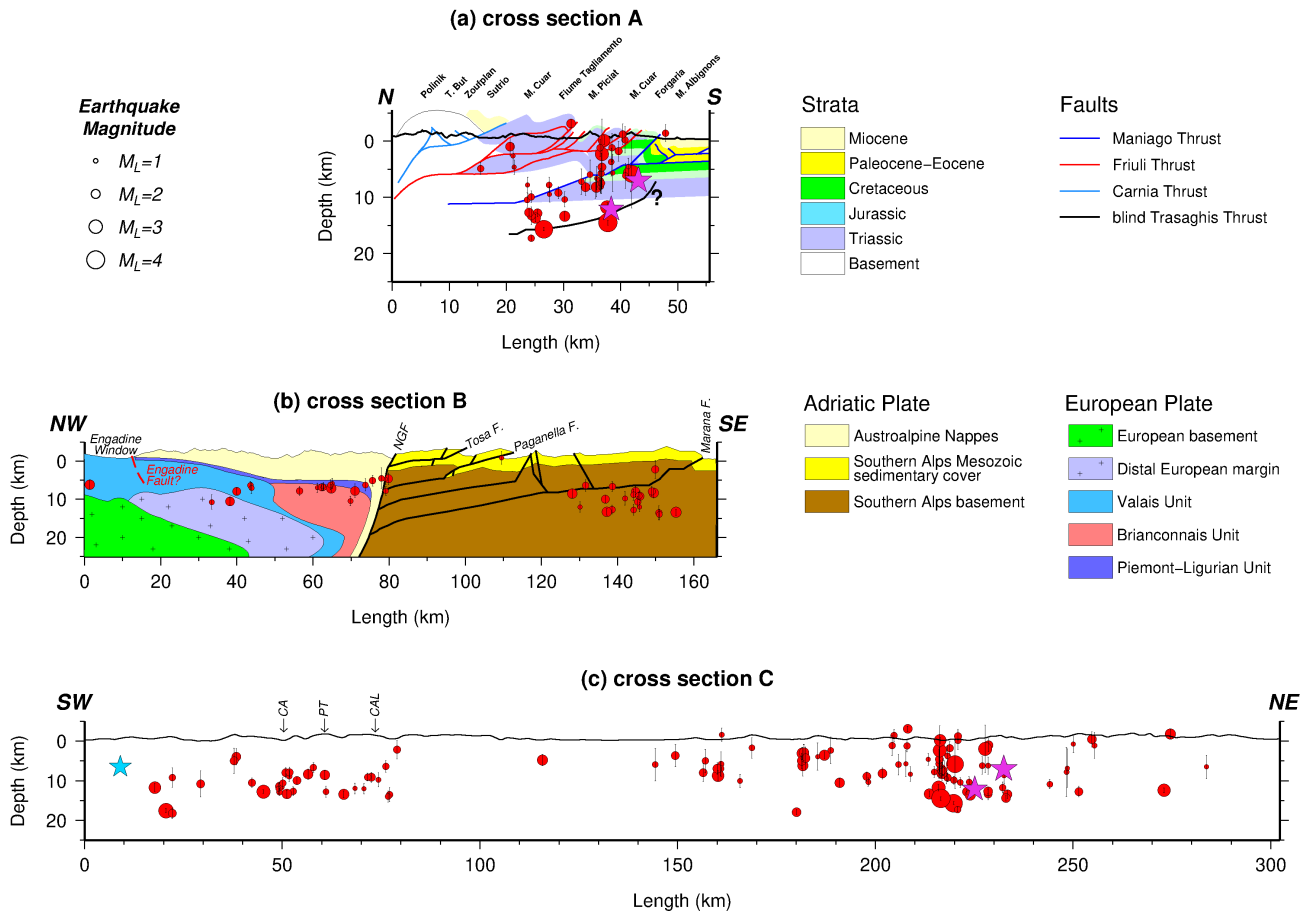 (a) cross section A
Earthquake
Magnitude
ML=1
ML=2
ML=3
ML=4
N
S
Polinik
T. But
Zoufplan
Sutrio
M. Cuar
Fiume Tagliamento
M. Piciat
M. Cuar
Forgaria
M. Albignons
Depth (km)
0
10
20
?
0
10
20
30
40
50
Length (km)
Strata
Miocene
Paleocene–Eocene
Cretaceous
Jurassic
Triassic
Basement
Faults
Maniago Thrust
Friuli Thrust
Carnia Thrust
blind Trasaghis Thrust
(b) cross section B
NW
SE
Engadine
Window
Engadine
Fault?
NGF
Tosa F.
Paganella F.
Marana F.
Depth (km)
0
10
20
0
20
40
60
80
100
120
140
160
Length (km)
Adriatic Plate
Austroalpine Nappes
Southern Alps Mesozoic
sedimentary cover
Southern Alps basement
European Plate
European basement
Distal European margin
Valais Unit
Brianconnais Unit
Piemont–Ligurian Unit
(c) cross section C
SW
NE
CA
PT
CAL
Depth (km)
0
10
20
0
50
100
150
200
250
300
Length (km)